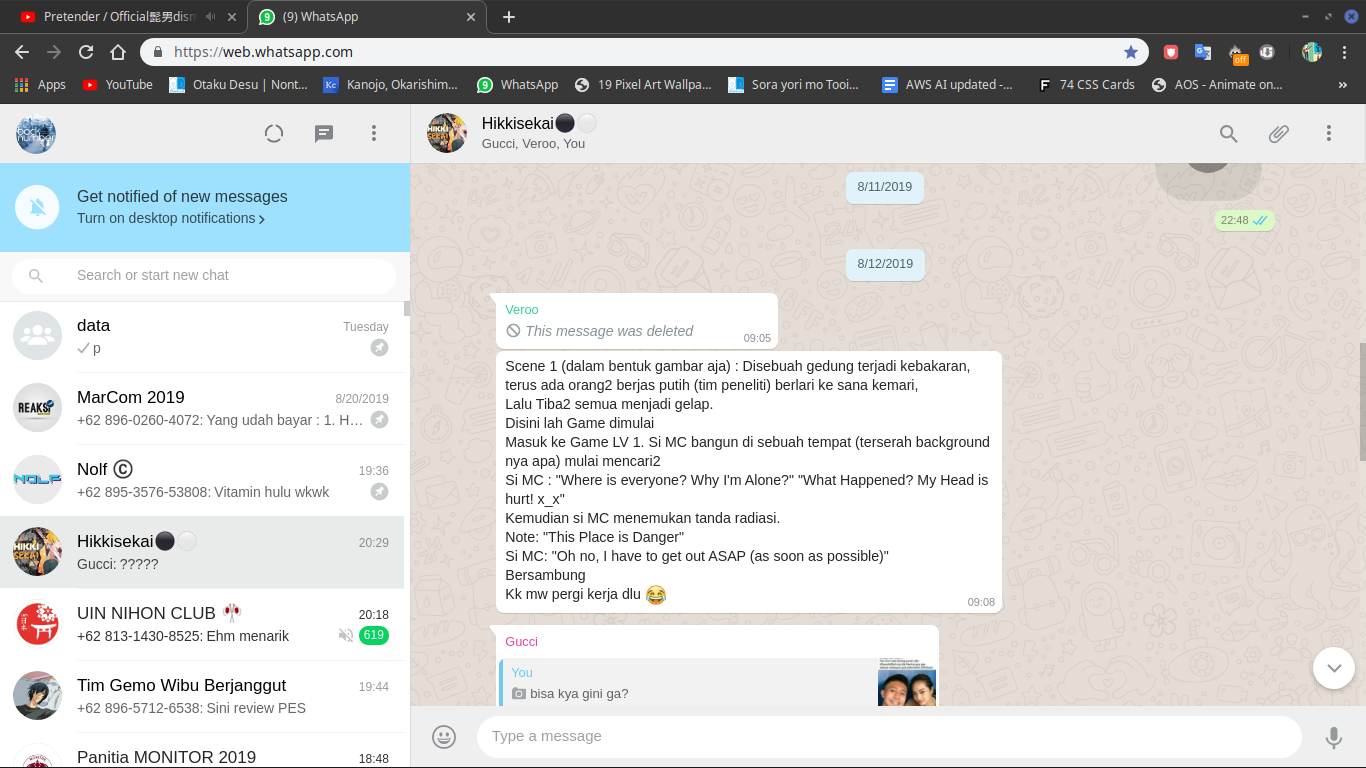 Pretender / Official髭男dism
(9) WhatsApp
https://web.whatsapp.com
off
Apps
YouTube
Otaku Desu | Nont...
Kc
Kanojo, Okarishim...
9
WhatsApp
19 Pixel Art Wallpa...
Sora yori mo Tooi...
AWS AI updated -...
F
74 CSS Cards
AOS - Animate on...
»
back number
Get notified of new messages
Turn on desktop notifications
Search or start new chat
data
Tuesday
p
MarCom 2019
8/20/2019
REAKSI
+62 896-0260-4072: Yang udah bayar : 1. H…
Nolf ©
19:36
NOLF
+62 895-3576-53808: Vitamin hulu wkwk
Hikkisekai⚫⚪
20:29
HIKKI SEKAI
Gucci: ?????
UIN NIHON CLUB 🎌
20:18
+62 813-1430-8525: Ehm menarik
619
Tim Gemo Wibu Berjanggut
19:44
+62 896-5712-6538: Sini review PES
Panitia MONITOR 2019
18:48
HIKKI SEKAI
Hikkisekai⚫⚪
Gucci, Veroo, You
8/11/2019
22:48
8/12/2019
Veroo
This message was deleted
09:05
Scene 1 (dalam bentuk gambar aja) : Disebuah gedung terjadi kebakaran,
terus ada orang2 berjas putih (tim peneliti) berlari ke sana kemari,
Lalu Tiba2 semua menjadi gelap.
Disini lah Game dimulai
Masuk ke Game LV 1. Si MC bangun di sebuah tempat (terserah background
nya apa) mulai mencari2
Si MC : "Where is everyone? Why I'm Alone?" "What Happened? My Head is
hurt! x_x"
Kemudian si MC menemukan tanda radiasi.
Note: "This Place is Danger"
Si MC: "Oh no, I have to get out ASAP (as soon as possible)"
Bersambung
Kk mw pergi kerja dlu 😂
09:08
Gucci
You
bisa kya gini ga?
Type a message